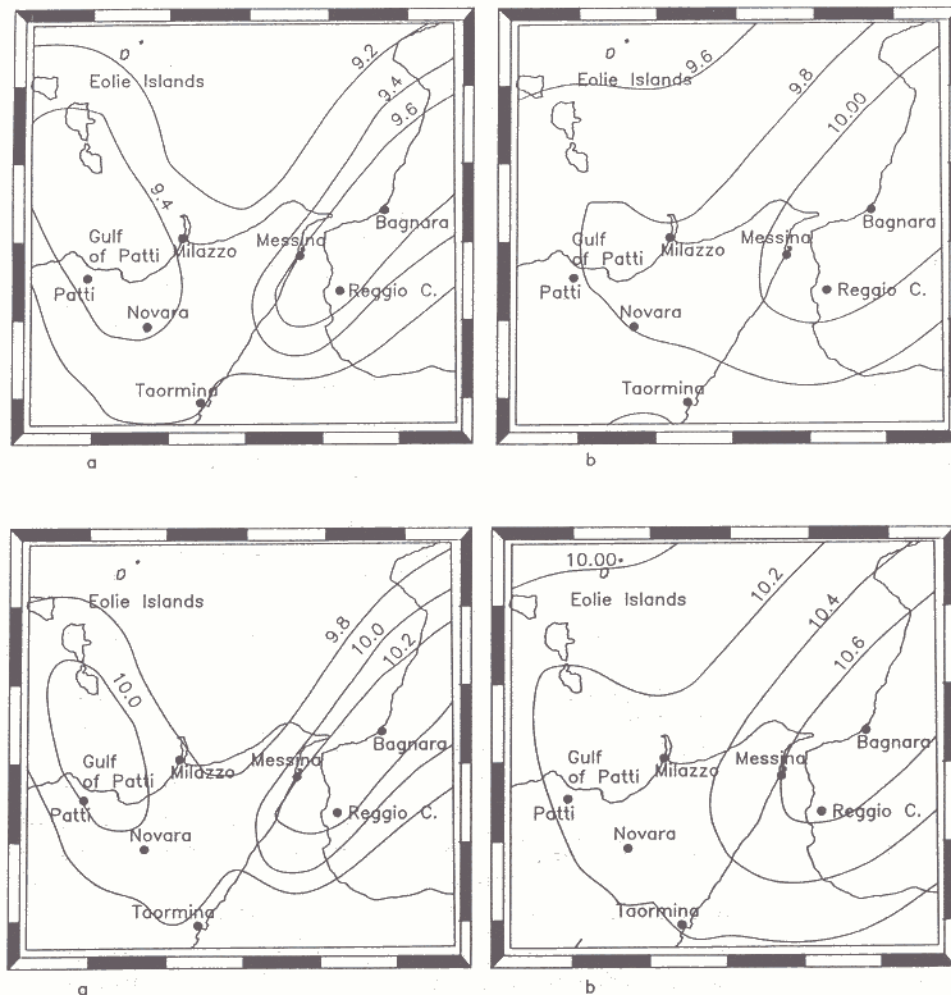 Eolie Islands
9.2
9.4
9.6
9.4
Bagnara
Gulf
of Patti
Milazzo
Messina
Patti
Reggio C.
Novara
Taormina
a
Eolie Islands
9.6
9.8
10.00
Bagnara
Gulf
of Patti
Milazzo
Messina
Patti
Reggio C.
Novara
Taormina
b
Eolie Islands
9.8
10.0
10.2
10.0
Bagnara
Gulf
of Patti
Milazzo
Messina
Patti
Reggio C.
Novara
Taormina
a
10.00
Eolie Islands
10.2
10.4
10.6
Bagnara
Gulf
of Patti
Milazzo
Messina
Patti
Reggio C.
Novara
Taormina
b